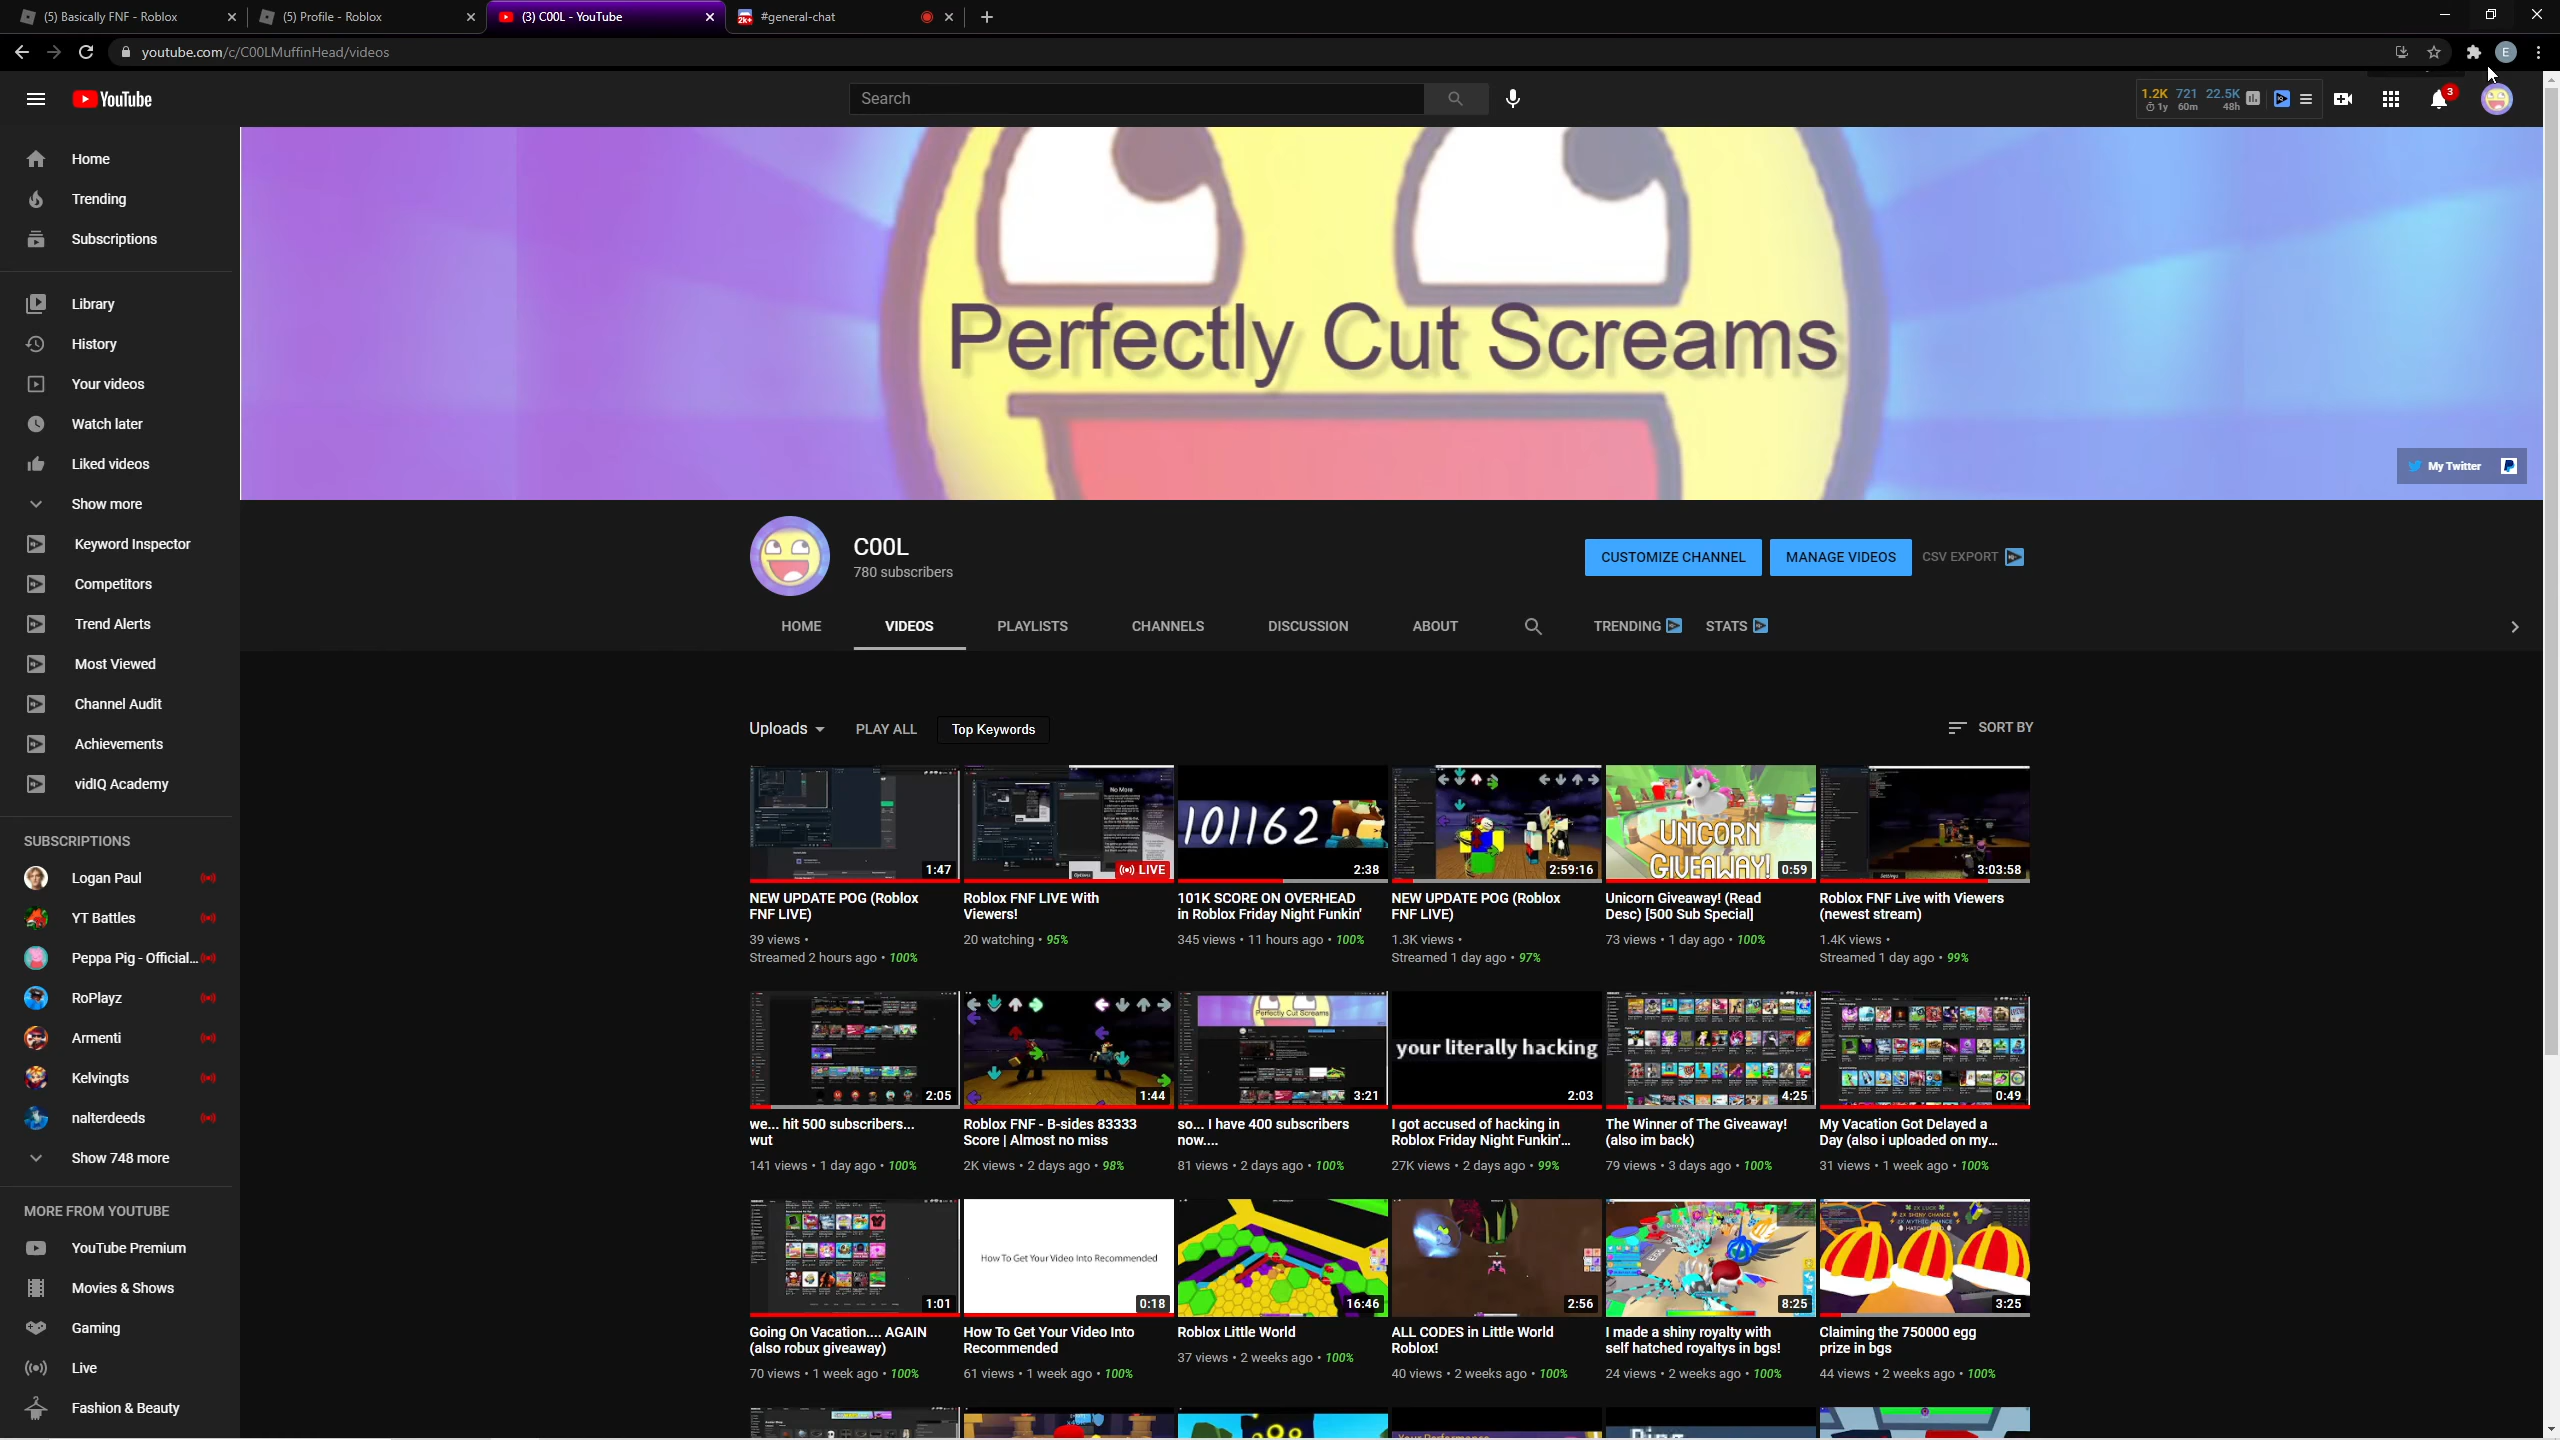 (5) Basically FNF - Roblox
(5) Profile - Roblox
(3) C00L - YouTube
#general-chat
youtube.com/c/C00LMuffinHead/videos
YouTube
Search
1.2K 721 22.5K
1y 60m 48h
3
Home
Trending
Subscriptions
Library
History
Your videos
Watch later
Liked videos
Show more
Keyword Inspector
Competitors
Trend Alerts
Most Viewed
Channel Audit
Achievements
vidIQ Academy
SUBSCRIPTIONS
Logan Paul
YT Battles
Peppa Pig - Official...
RoPlayz
Armenti
Kelvingts
nalterdeeds
Show 748 more
MORE FROM YOUTUBE
YouTube Premium
Movies & Shows
Gaming
Live
Fashion & Beauty
Perfectly Cut Screams
My Twitter
C00L
780 subscribers
CUSTOMIZE CHANNEL
MANAGE VIDEOS
CSV EXPORT
HOME
VIDEOS
PLAYLISTS
CHANNELS
DISCUSSION
ABOUT
TRENDING
STATS
Uploads
PLAY ALL
Top Keywords
SORT BY
1:47
NEW UPDATE POG (Roblox
FNF LIVE)
39 views •
Streamed 2 hours ago • 100%
No More
LIVE
Roblox FNF LIVE With
Viewers!
20 watching • 95%
101162
2:38
101K SCORE ON OVERHEAD
in Roblox Friday Night Funkin'
345 views • 11 hours ago • 100%
2:59:16
NEW UPDATE POG (Roblox
FNF LIVE)
1.3K views •
Streamed 1 day ago • 97%
UNICORN
GIVEAWAY!
0:59
Unicorn Giveaway! (Read
Desc) [500 Sub Special]
73 views • 1 day ago • 100%
3:03:58
Roblox FNF Live with Viewers
(newest stream)
1.4K views •
Streamed 1 day ago • 99%
2:05
we... hit 500 subscribers...
wut
141 views • 1 day ago • 100%
1:44
Roblox FNF - B-sides 83333
Score | Almost no miss
2K views • 2 days ago • 98%
Perfectly Cut Screams
3:21
so... I have 400 subscribers
now....
81 views • 2 days ago • 100%
your literally hacking
2:03
I got accused of hacking in
Roblox Friday Night Funkin'...
27K views • 2 days ago • 99%
4:25
The Winner of The Giveaway!
(also im back)
79 views • 3 days ago • 100%
0:49
My Vacation Got Delayed a
Day (also i uploaded on my...
31 views • 1 week ago • 100%
1:01
Going On Vacation.... AGAIN
(also robux giveaway)
70 views • 1 week ago • 100%
How To Get Your Video Into Recommended
0:18
How To Get Your Video Into
Recommended
61 views • 1 week ago • 100%
16:46
Roblox Little World
37 views • 2 weeks ago • 100%
2:56
ALL CODES in Little World
Roblox!
40 views • 2 weeks ago • 100%
8:25
I made a shiny royalty with
self hatched royaltys in bgs!
24 views • 2 weeks ago • 100%
3:25
Claiming the 750000 egg
prize in bgs
44 views • 2 weeks ago • 100%